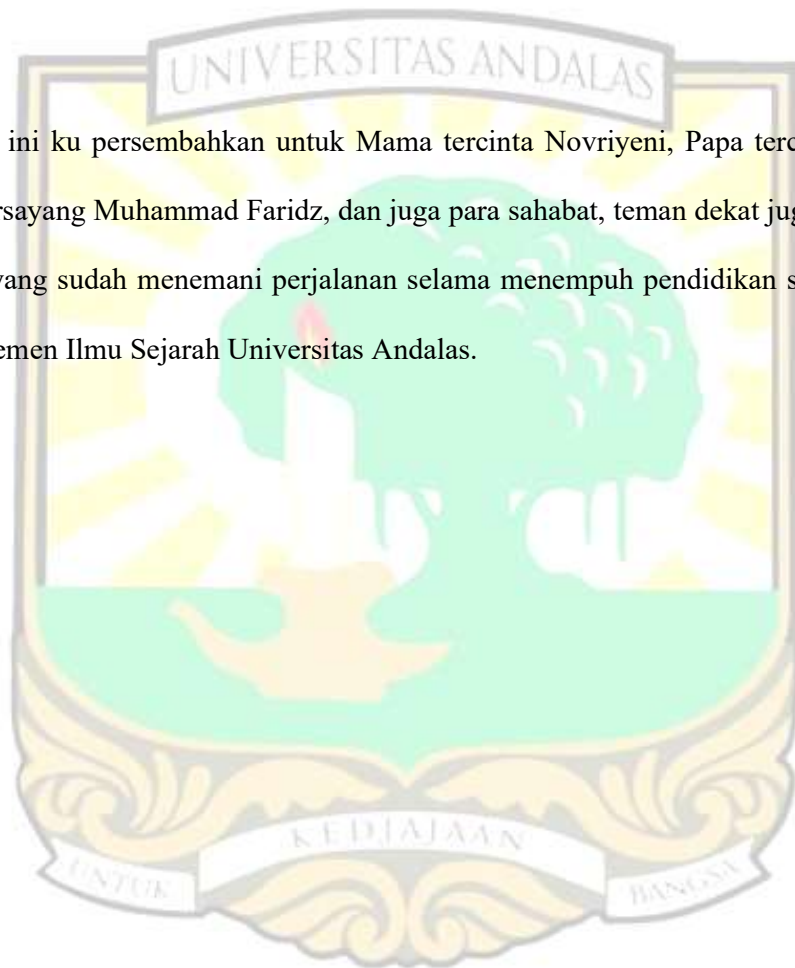 UNIVERSITAS ANDALAS
ini ku persembahkan untuk Mama tercinta Novriyeni, Papa terc
rsayang Muhammad Faridz, dan juga para sahabat, teman dekat jug
yang sudah menemani perjalanan selama menempuh pendidikan s
emen Ilmu Sejarah Universitas Andalas.
KEDJAJAAN
UNTUK BANGSA